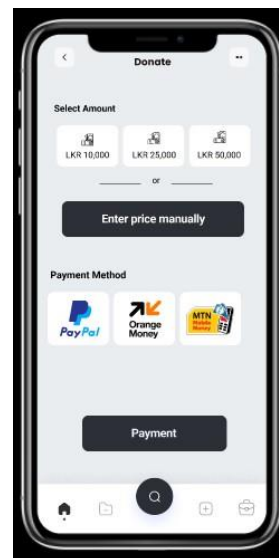 Donate
Select Amount
LKR 10,000 LKR 25,000 LKR 50,000
or
Enter price manually
Payment Method
PayPal
Orange
Money
MTN
Mobile
Money
Payment